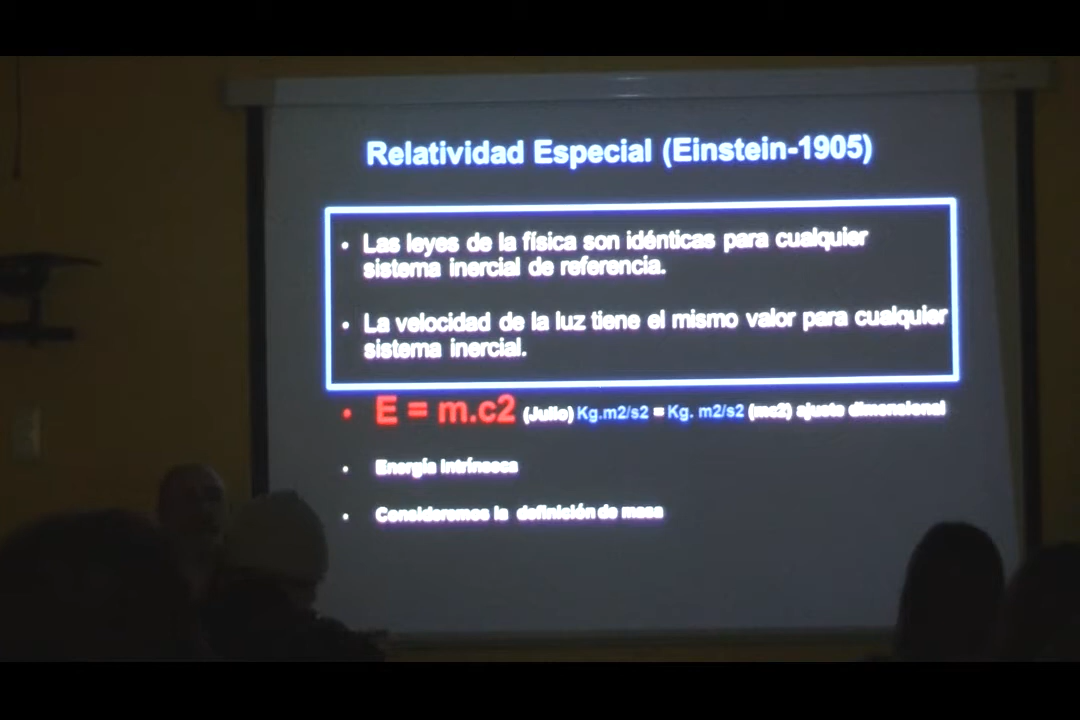 Relatividad Especial (Einstein-1905)
• Las leyes de la física son idénticas para cualquier
sistema inercial de referencia.
• La velocidad de la luz tiene el mismo valor para cualquier
sistema inercial.
• E = m.c2 (Julio) Kg.m2/s2 = Kg. m2/s2 (mc2) ajuste dimensional
• Energía Intrínseca
• Consideremos la definición de masa